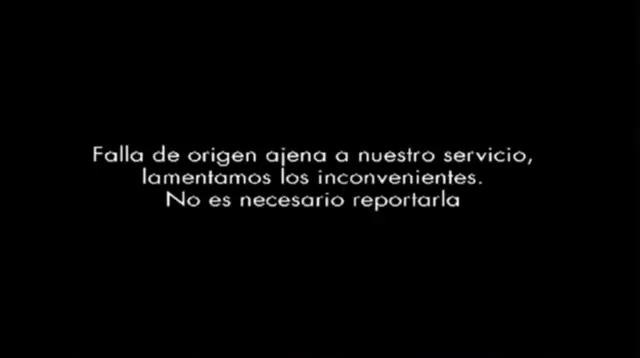 Falla de origen ajena a nuestro servicio,
lamentamos los inconvenientes.
No es necesario reportarla